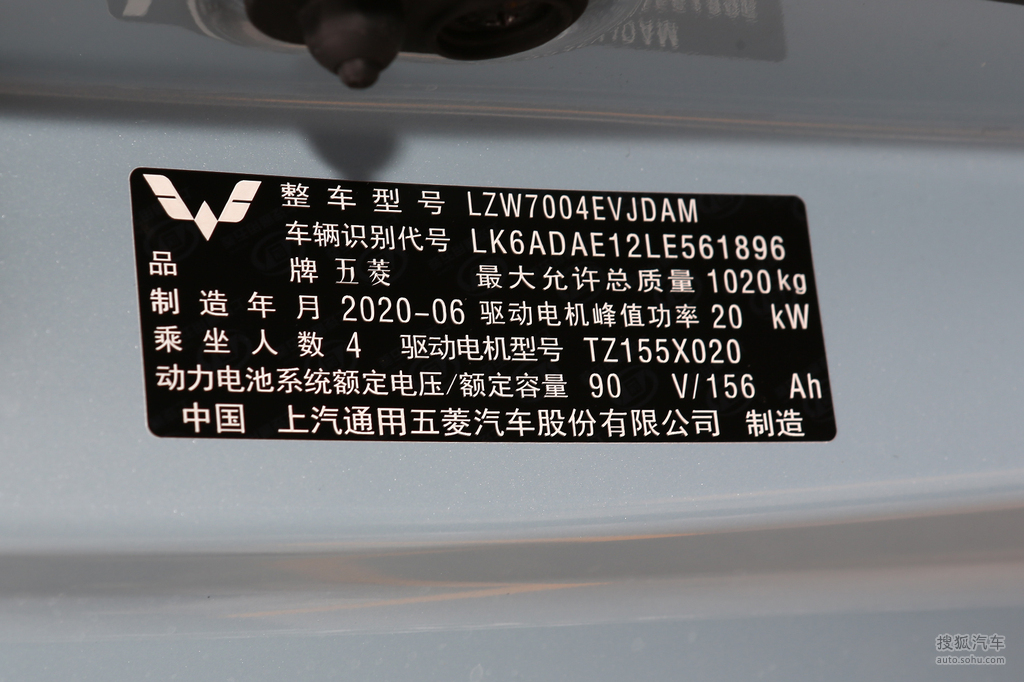 整车型号 LZW7004EVJDAM
车辆识别代号 LK6ADAE12LE561896
品牌 五菱 最大允许总质量 1020kg
制造年月 2020-06 驱动电机峰值功率 20 kW
乘坐人数 4 驱动电机型号 TZ155X020
动力电池系统额定电压/额定容量 90 V/156 Ah
中国 上汽通用五菱汽车股份有限公司 制造
搜狐汽车
auto.sohu.com